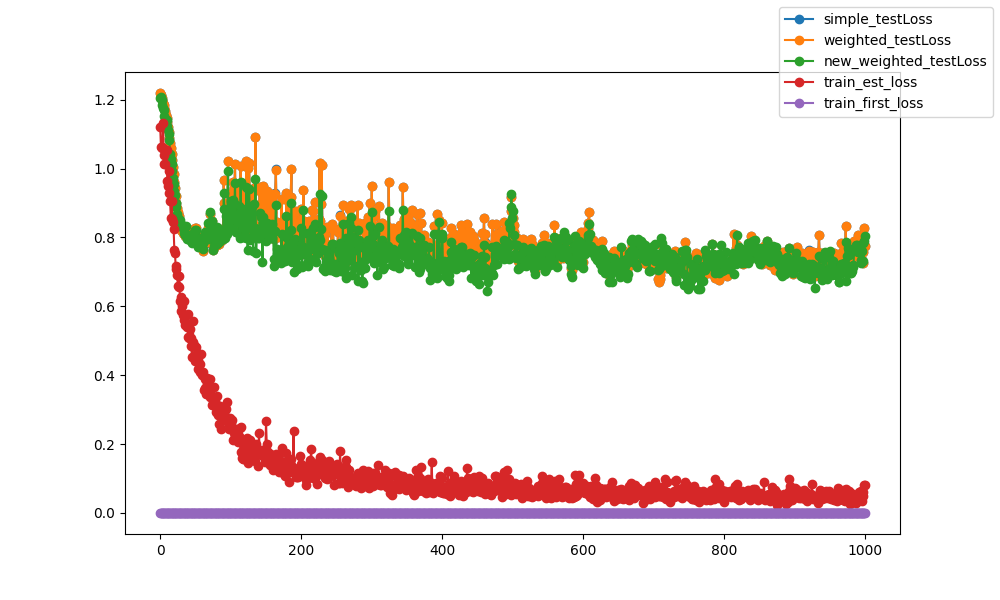 simple_testLoss
weighted_testLoss
new_weighted_testLoss
train_est_loss
train_first_loss
1.2
1.0
0.8
0.6
0.4
0.2
0.0
0 200 400 600 800 1000